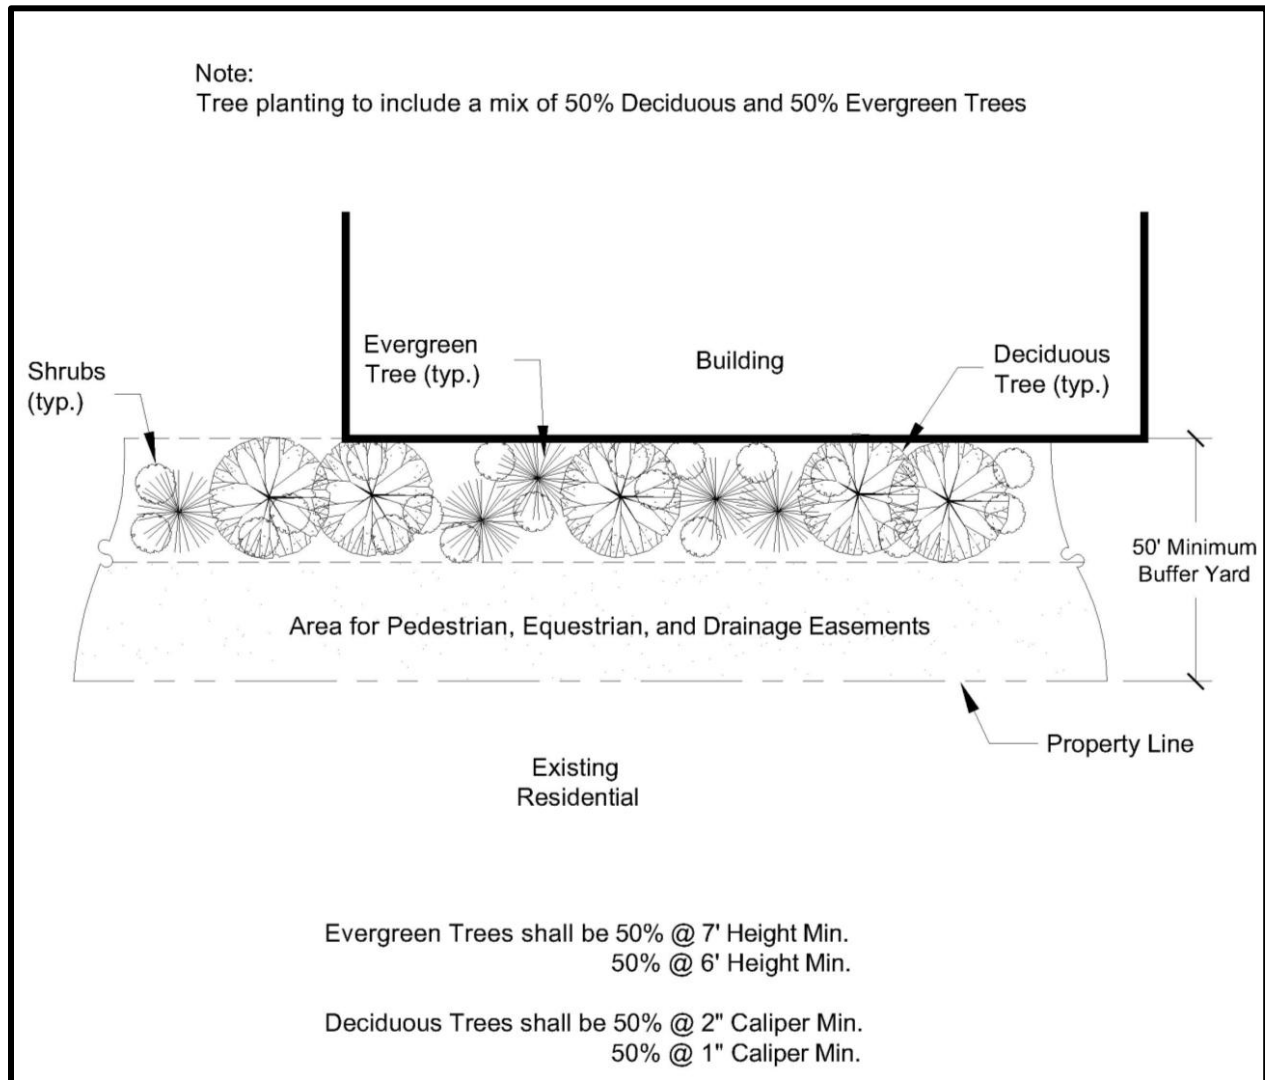 Note:
Tree planting to include a mix of 50% Deciduous and 50% Evergreen Trees
Evergreen
Tree (typ.)
Building
Deciduous
Tree (typ.)
Shrubs
(typ.)
50' Minimum
Buffer Yard
Area for Pedestrian, Equestrian, and Drainage Easements
Property Line
Existing
Residential
Evergreen Trees shall be 50% @ 7' Height Min.
50% @ 6' Height Min.
Deciduous Trees shall be 50% @ 2" Caliper Min.
50% @ 1" Caliper Min.